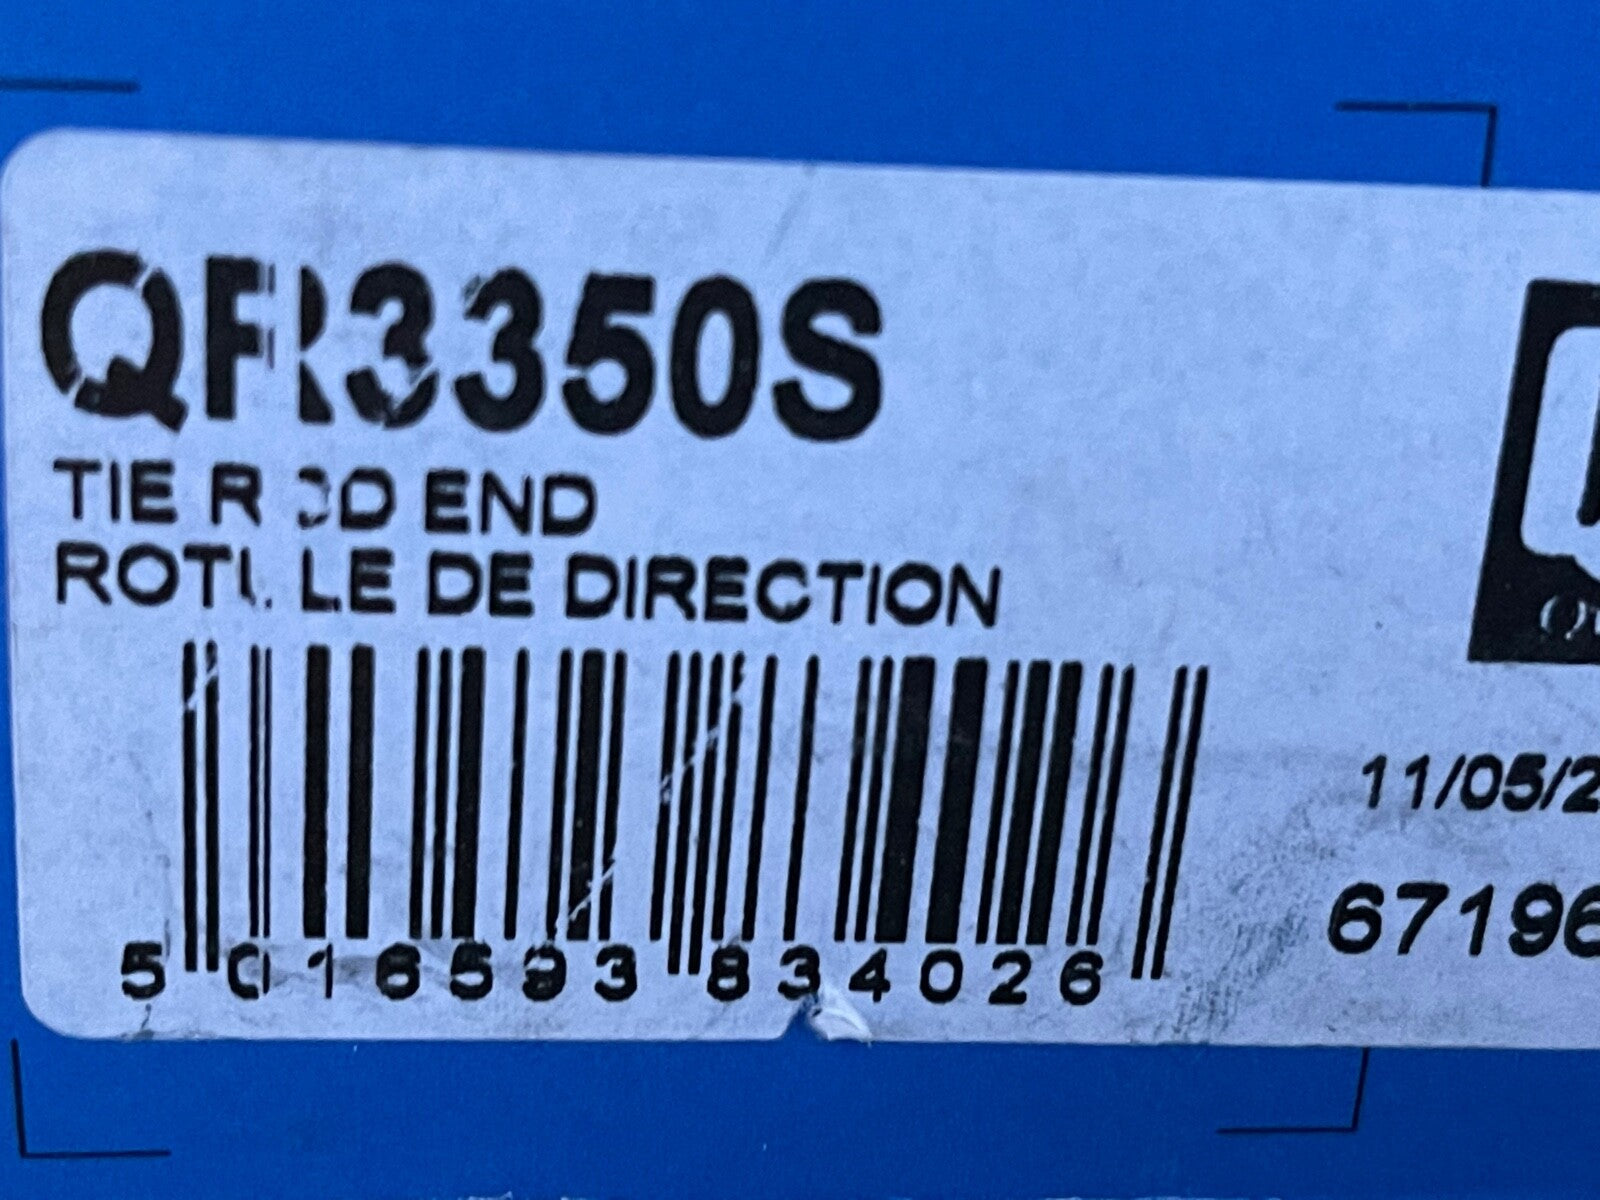 QR3350S
TIE ROD END
ROTULE DE DIRECTION
5 016593 834026
11/05/2
67196